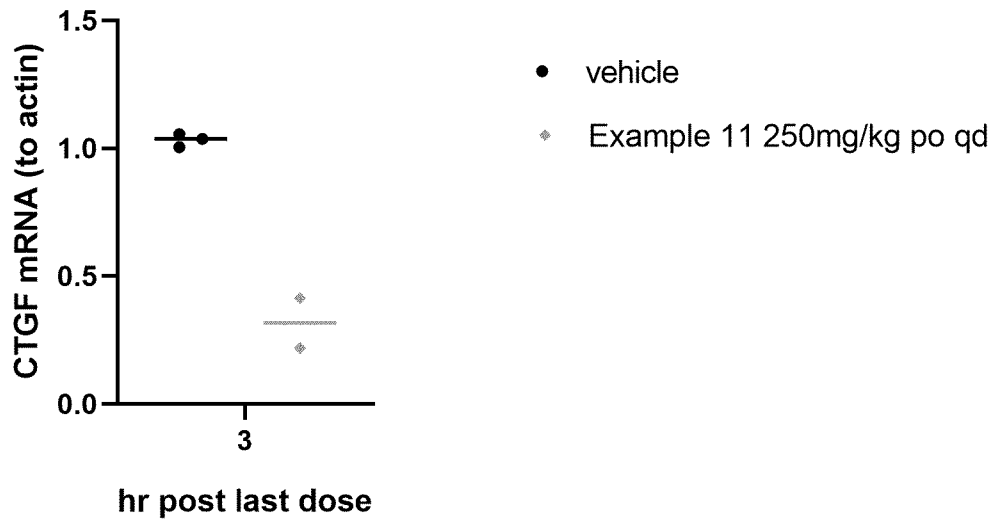 CTGF mRNA (to actin)
1.5
1.0
0.5
0.0
3
hr post last dose
vehicle
Example 11 250mg/kg po qd